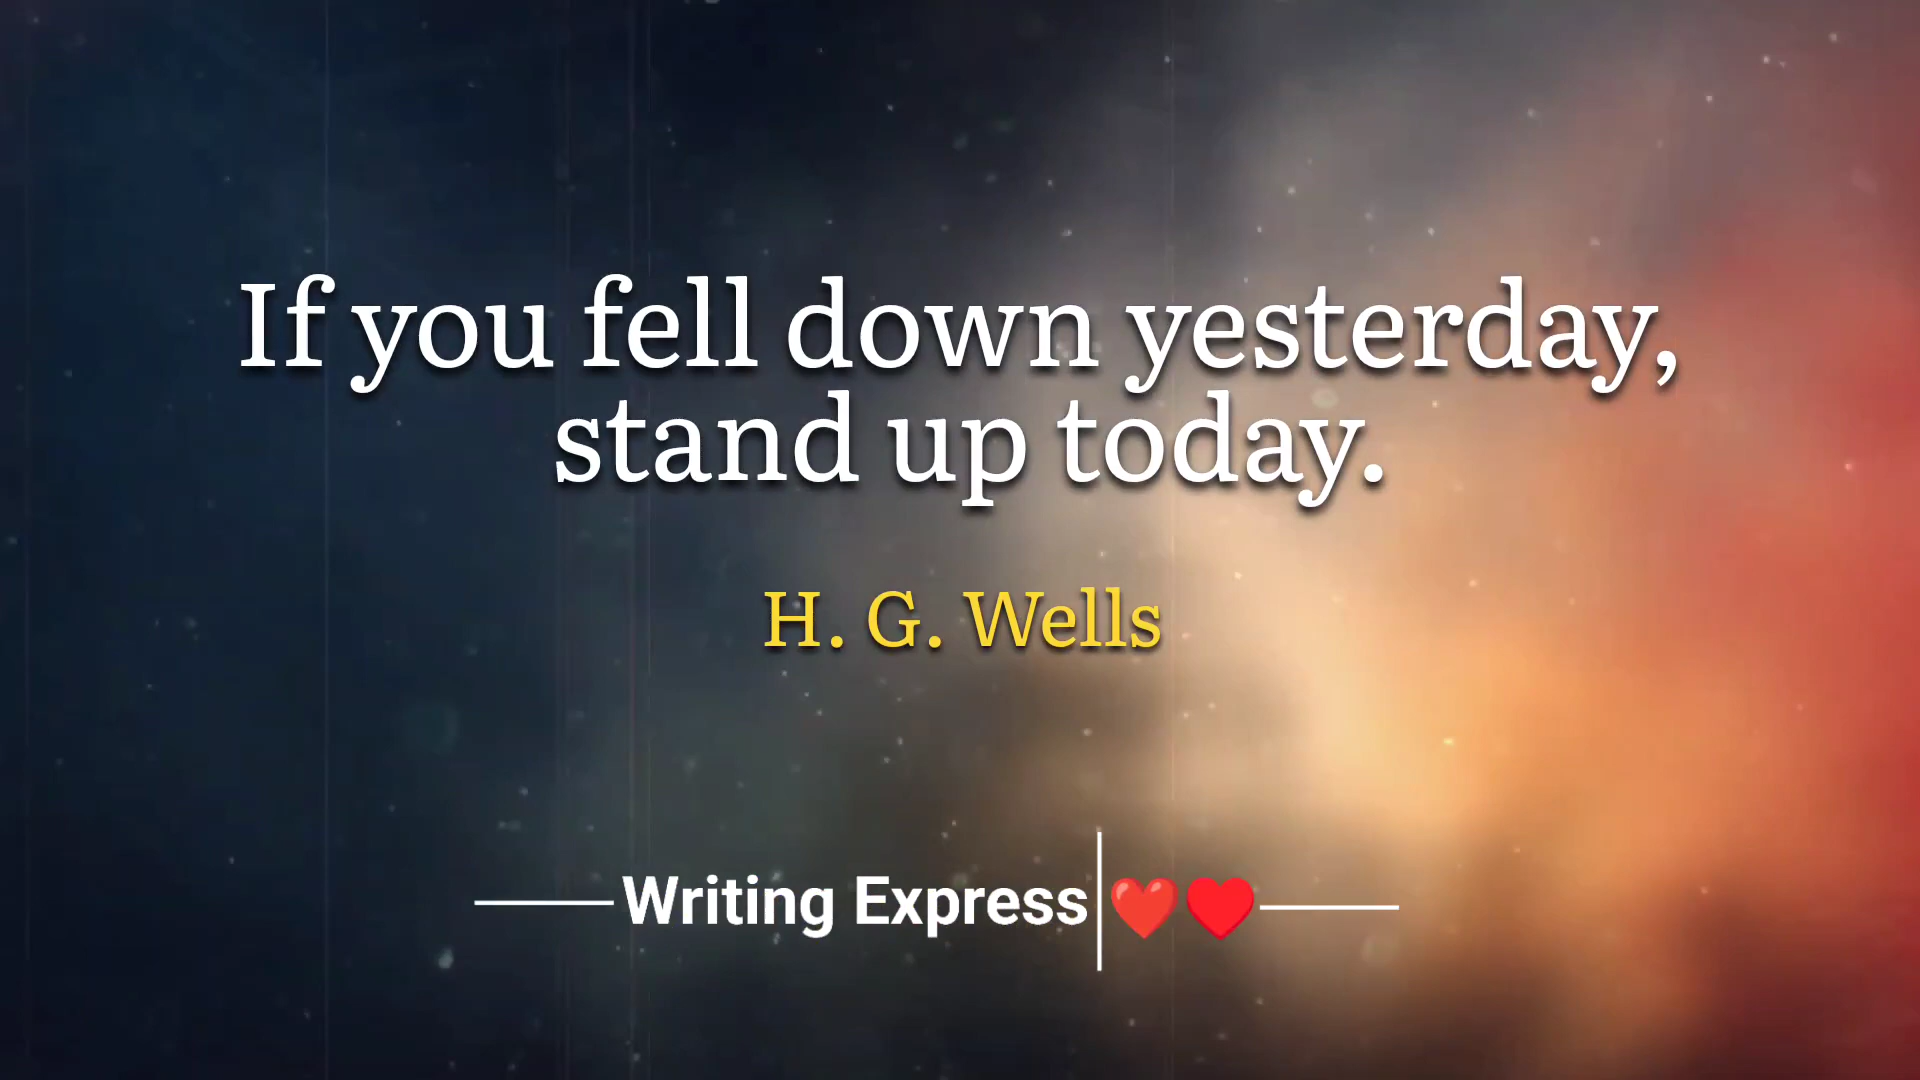 If you fell down yesterday,
stand up today.
H. G. Wells
Writing Express ❤️♥️